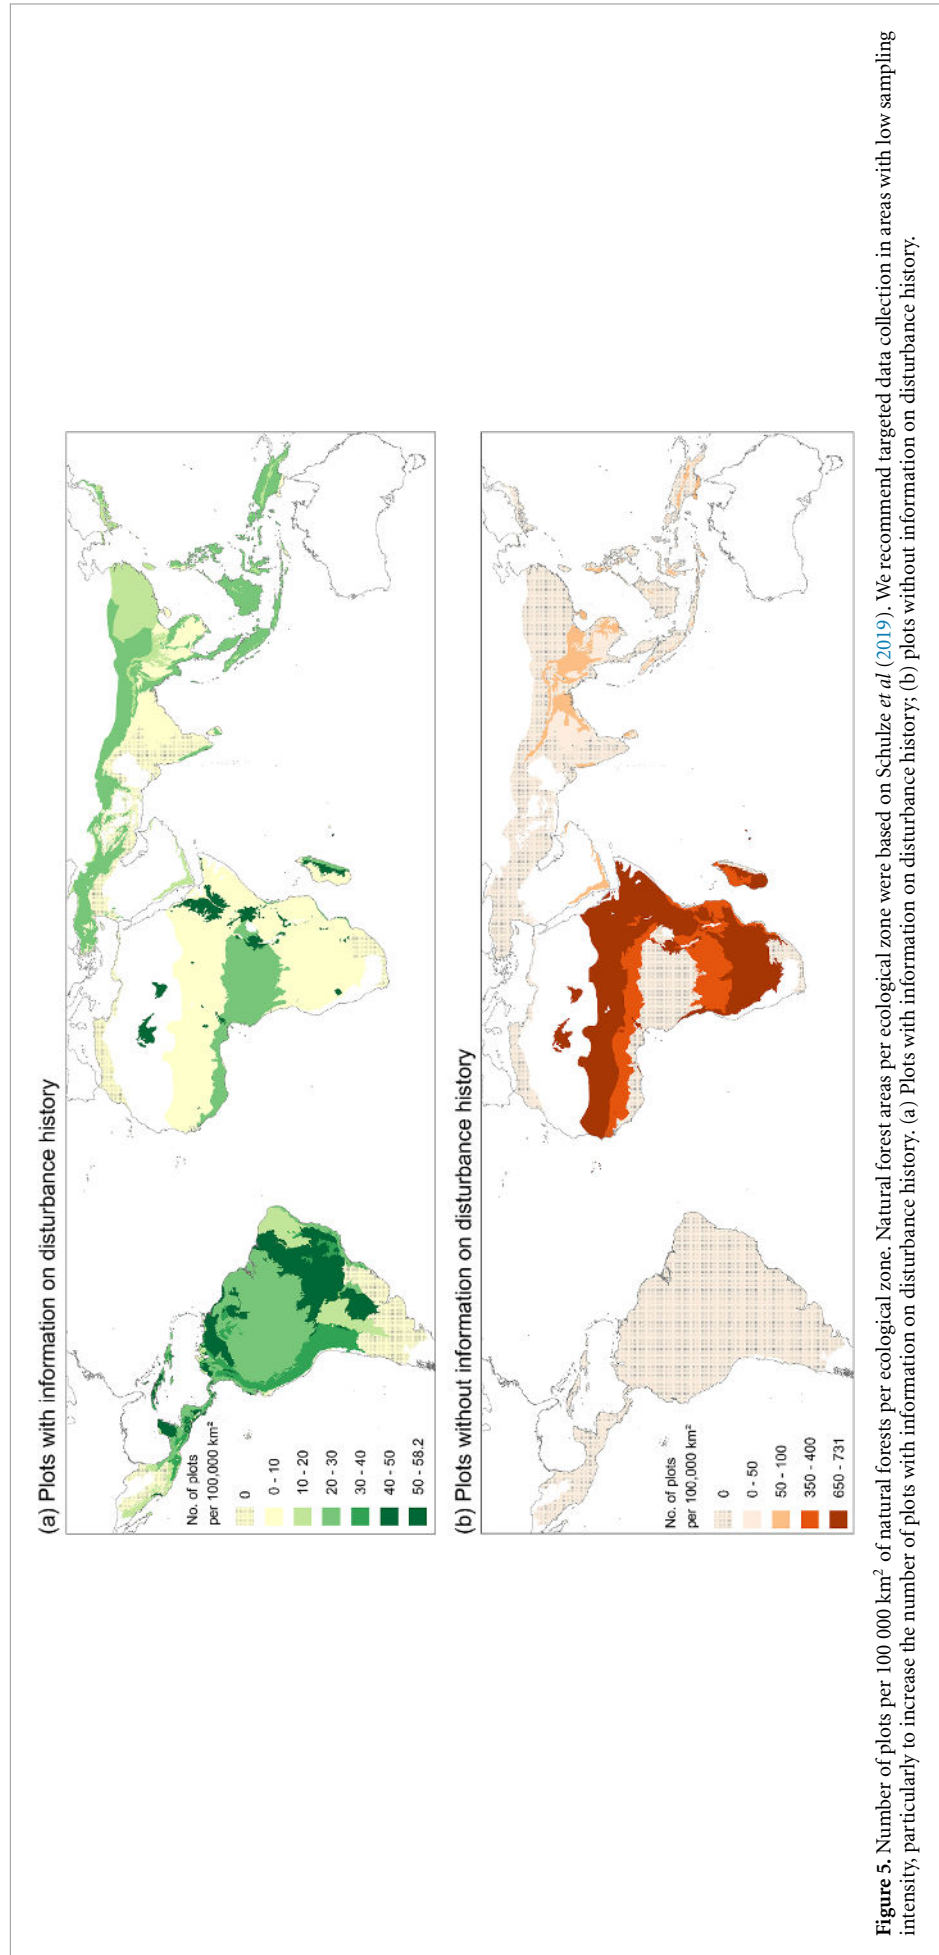 (a) Plots with information on disturbance history
No. of plots
per 100,000 km²
0
0 - 10
10 - 20
20 - 30
30 - 40
40 - 50
50 - 58.2
(b) Plots without information on disturbance history
No. of plots
per 100,000 km²
0
0 - 50
50 - 100
350 - 400
650 - 731
Figure 5. Number of plots per 100 000 km² of natural forests per ecological zone. Natural forest areas per ecological zone were based on Schulze et al (2019). We recommend targeted data collection in areas with low sampling
intensity, particularly to increase the number of plots with information on disturbance history. (a) Plots with information on disturbance history; (b) plots without information on disturbance history.